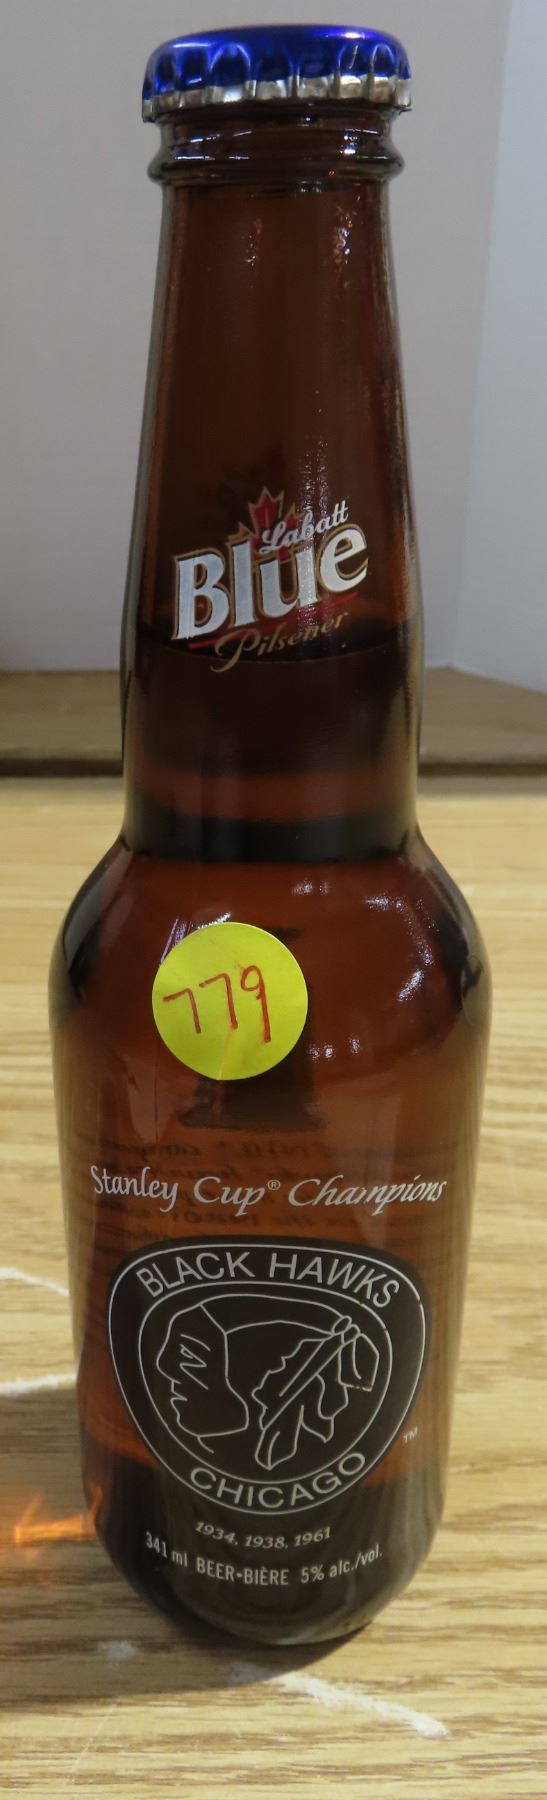 Labatt
Blue
Pilsener
779
Stanley Cup® Champions
BLACK HAWKS
CHICAGO
TM
1934, 1938, 1961
341 ml BEER-BIÈRE 5% alc./vol.